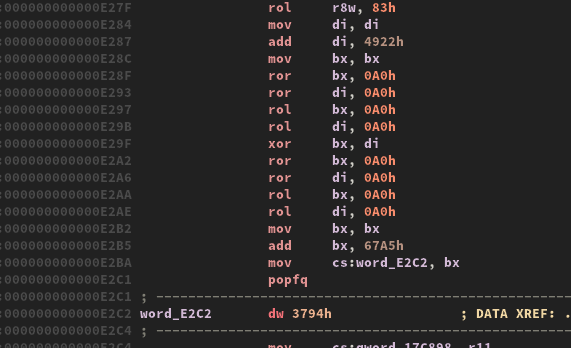 :000000000000E27F rol r8w, 83h
:000000000000E284 mov di, di
:000000000000E287 add di, 4922h
:000000000000E28C mov bx, bx
:000000000000E28F ror bx, 0A0h
:000000000000E293 ror di, 0A0h
:000000000000E297 rol bx, 0A0h
:000000000000E29B rol di, 0A0h
:000000000000E29F xor bx, di
:000000000000E2A2 ror bx, 0A0h
:000000000000E2A6 ror di, 0A0h
:000000000000E2AA rol bx, 0A0h
:000000000000E2AE rol di, 0A0h
:000000000000E2B2 mov bx, bx
:000000000000E2B5 add bx, 67A5h
:000000000000E2BA mov cs:word_E2C2, bx
:000000000000E2C1 popfq
:000000000000E2C1 ; ---------------------------------------------------
:000000000000E2C2 word_E2C2 dw 3794h ; DATA XREF: .
:000000000000E2C4 ; ---------------------------------------------------
:000000000000E2C4 mov cs:qword_17C898, r11